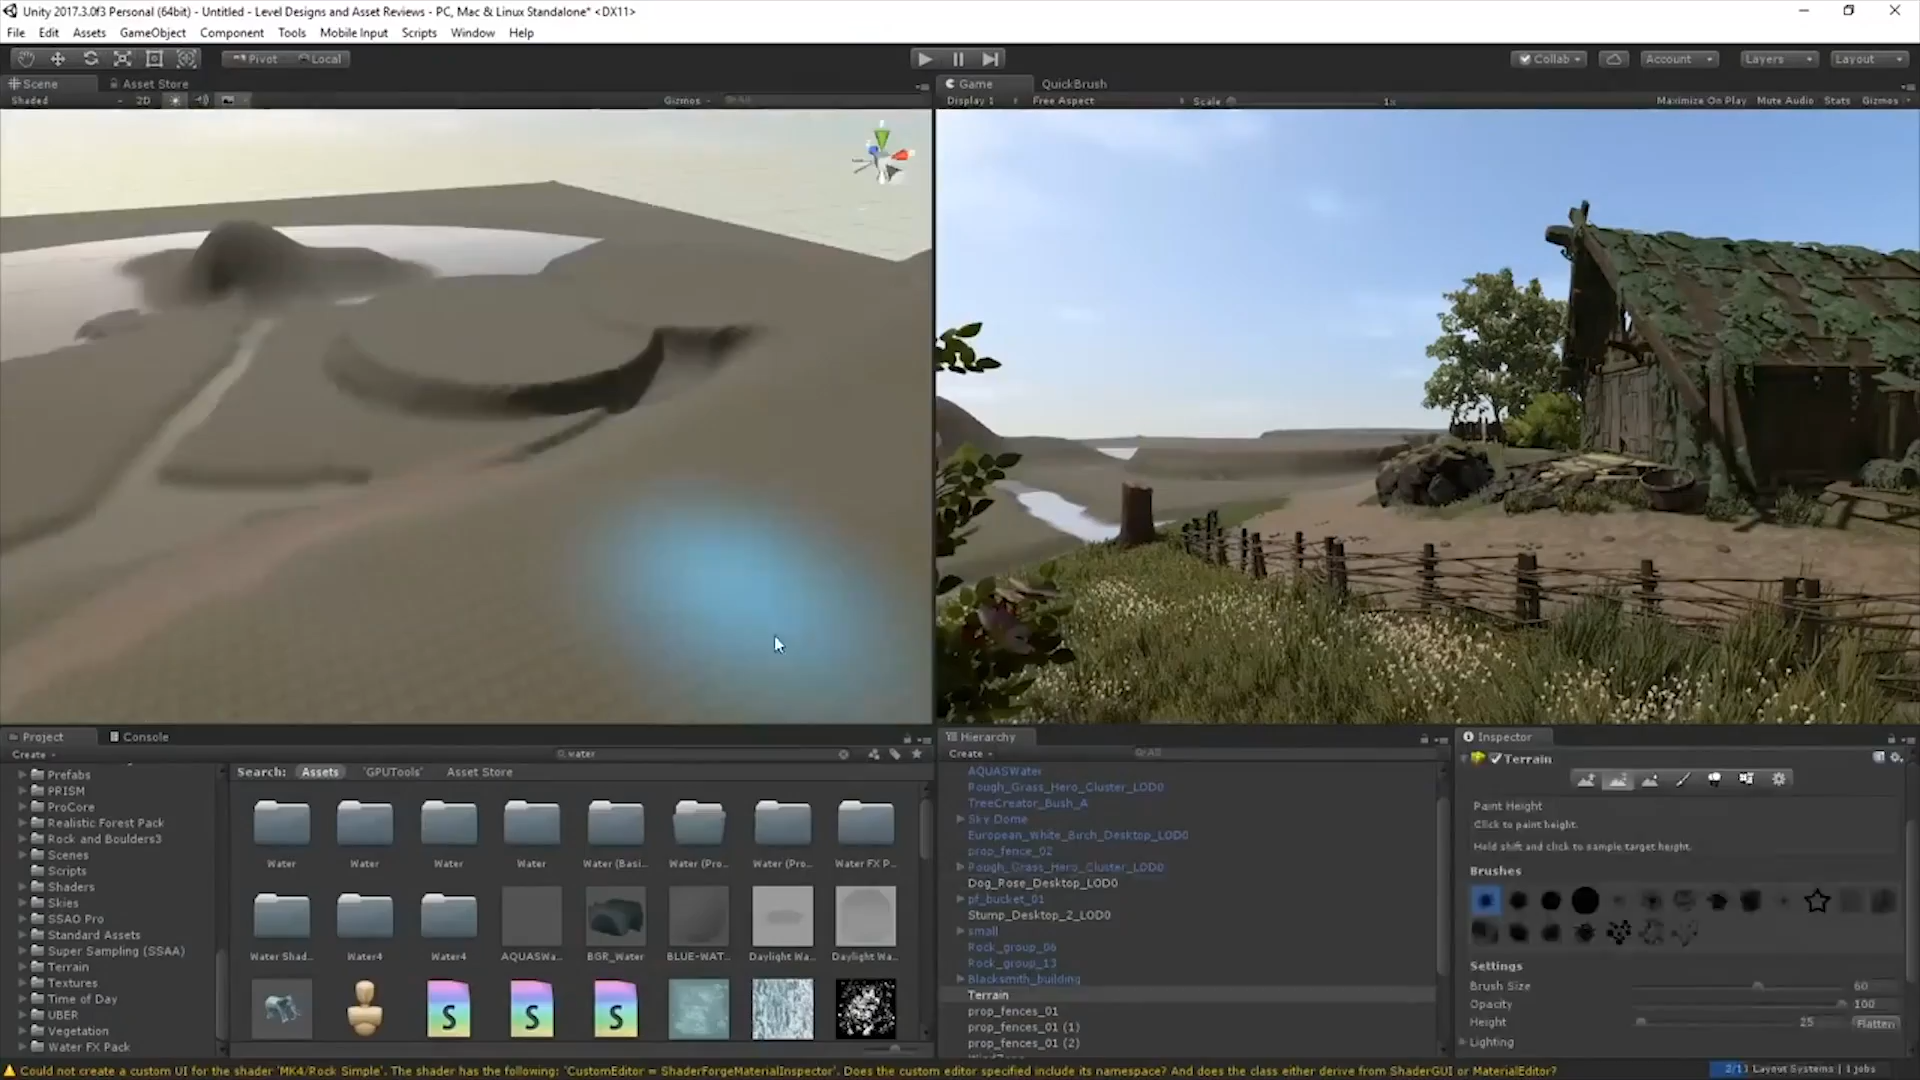 Unity 2017.3.0f3 Personal (64bit) - Untitled - Level Designs and Asset Reviews - PC, Mac & Linux Standalone* <DX11>
File Edit Assets GameObject Component Tools Mobile Input Scripts Window Help
Pivot Local Collab Account Layers Layout
Scene Asset Store Game QuickBrush
Shaded 2D Gizmos Display 1 Free Aspect Scale 1x Maximize On Play Mute Audio Stats Gizmos
Project Console
Create water
Search: Assets 'GPUTools' Asset Store
Prefabs
PRISM
ProCore
Realistic Forest Pack
Rock and Boulders3
Scenes
Scripts
Shaders
Skies
SSAO Pro
Standard Assets
Super Sampling (SSAA)
Terrain
Textures
Time of Day
UBER
Vegetation
Water FX Pack
Water Water Water Water Water (Basi... Water (Pro... Water (Pro... Water FX P...
Water Shad... Water4 Water4 AQUASWa... BGR_Water BLUE-WAT... Daylight Wa... Daylight Wa...
S S S
Hierarchy
Create All
AQUASWater
Rough_Grass_Hero_Cluster_LOD0
TreeCreator_Bush_A
Sky Dome
European_White_Birch_Desktop_LOD0
prop_fence_02
Rough_Grass_Hero_Cluster_LOD0
Dog_Rose_Desktop_LOD0
pf_bucket_01
Stump_Desktop_2_LOD0
small
Rock_group_06
Rock_group_13
Blacksmith_building
Terrain
prop_fences_01
prop_fences_01 (1)
prop_fences_01 (2)
Inspector
Terrain
Paint Height
Click to paint height.
Hold shift and click to sample target height.
Brushes
Settings
Brush Size 60
Opacity 100
Height 25 Flatten
Lighting
Could not create a custom UI for the shader 'MK4/Rock Simple'. The shader has the following: 'CustomEditor = ShaderForgeMaterialInspector'. Does the custom editor specified include its namespace? And does the class either derive from ShaderGUI or MaterialEditor?
2/11 Layout Systems | 1 jobs